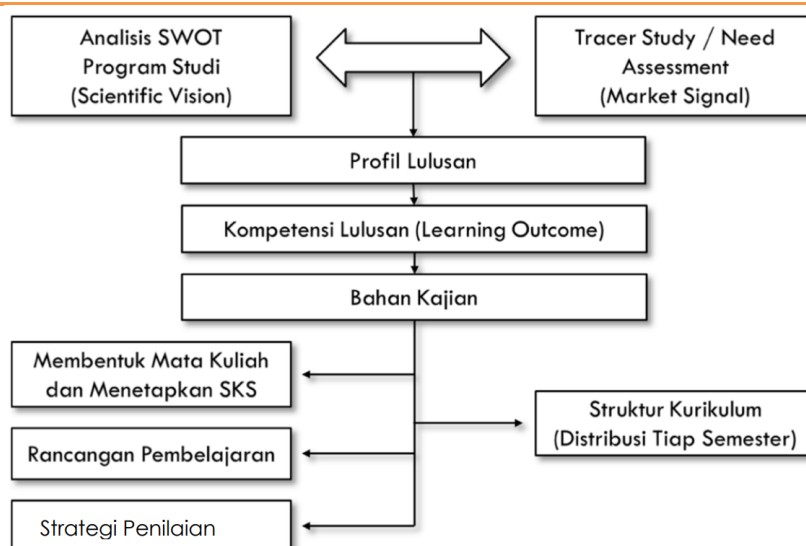 Analisis SWOT
Program Studi
(Scientific Vision)
Tracer Study / Need
Assessment
(Market Signal)
Profil Lulusan
Kompetensi Lulusan (Learning Outcome)
Bahan Kajian
Membentuk Mata Kuliah
dan Menetapkan SKS
Struktur Kurikulum
(Distribusi Tiap Semester)
Rancangan Pembelajaran
Strategi Penilaian